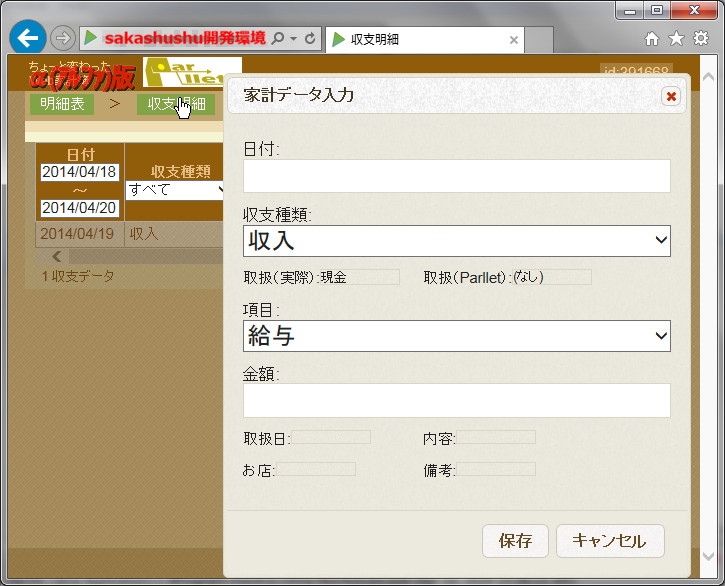 sakashushu開発環境
収支明細
ちょっと変わった
α(アルファ)版
Parllet
id:391668
明細表 > 収支明細
家計データ入力
日付
2014/04/18
～
2014/04/20
収支種類
すべて
2014/04/19 収入
1 収支データ
日付:
収支種類:
収入
取扱(実際):現金 取扱(Parllet):(なし)
項目:
給与
金額:
取扱日: 内容:
お店: 備考:
保存 キャンセル